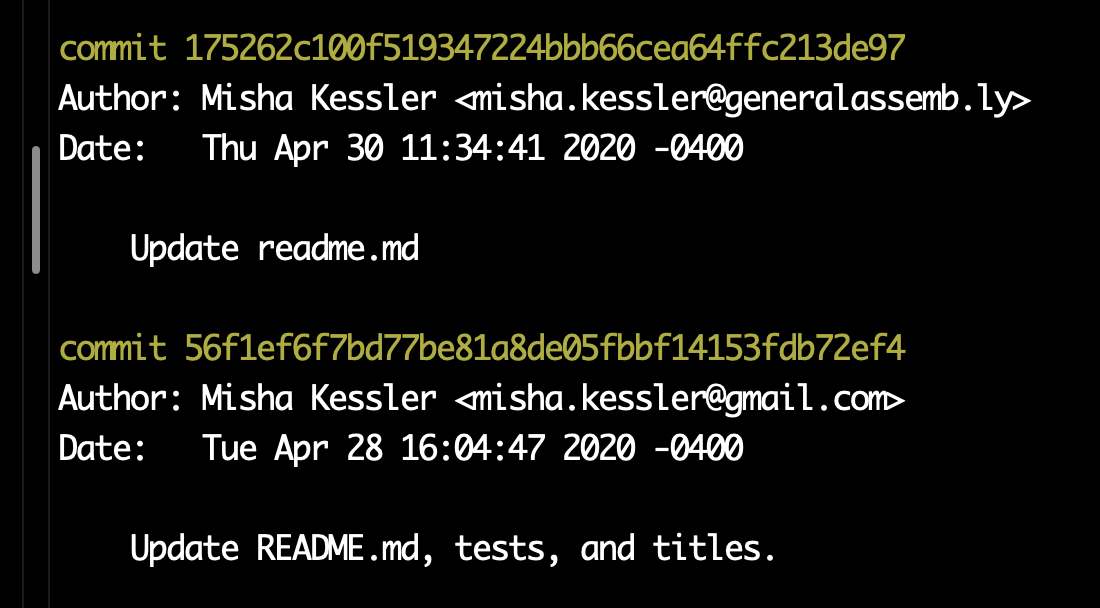 commit 175262c100f519347224bbb66cea64ffc213de97
Author: Misha Kessler <misha.kessler@generalassemb.ly>
Date:   Thu Apr 30 11:34:41 2020 -0400
Update readme.md
commit 56f1ef6f7bd77be81a8de05fbbf14153fdb72ef4
Author: Misha Kessler <misha.kessler@gmail.com>
Date:   Tue Apr 28 16:04:47 2020 -0400
Update README.md, tests, and titles.